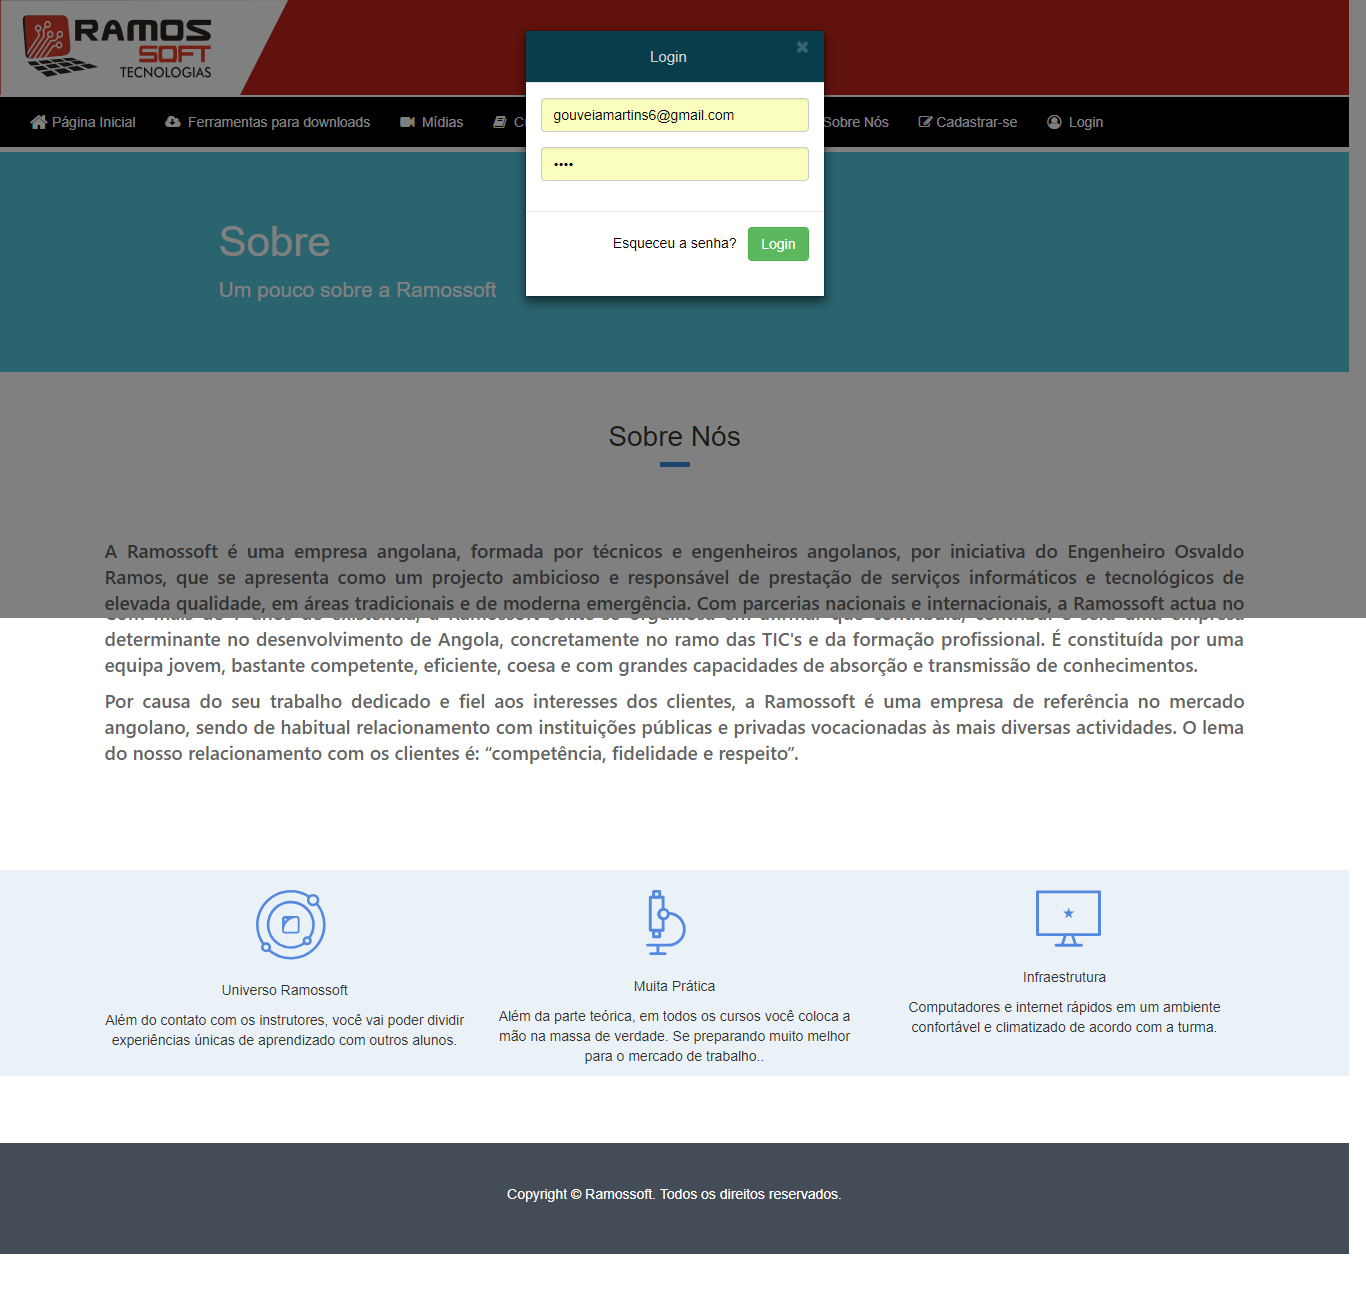 RAMOS
SOFT
TECNOLOGIAS
Login
gouveiamartins6@gmail.com
••••
Esqueceu a senha? Login
Página Inicial Ferramentas para downloads Mídias Sobre Nós Cadastrar-se Login
Sobre
Um pouco sobre a Ramossoft
Sobre Nós
A Ramossoft é uma empresa angolana, formada por técnicos e engenheiros angolanos, por iniciativa do Engenheiro Osvaldo
Ramos, que se apresenta como um projecto ambicioso e responsável de prestação de serviços informáticos e tecnológicos de
elevada qualidade, em áreas tradicionais e de moderna emergência. Com parcerias nacionais e internacionais, a Ramossoft actua no
determinante no desenvolvimento de Angola, concretamente no ramo das TIC's e da formação profissional. É constituída por uma
equipa jovem, bastante competente, eficiente, coesa e com grandes capacidades de absorção e transmissão de conhecimentos.
Por causa do seu trabalho dedicado e fiel aos interesses dos clientes, a Ramossoft é uma empresa de referência no mercado
angolano, sendo de habitual relacionamento com instituições públicas e privadas vocacionadas às mais diversas actividades. O lema
do nosso relacionamento com os clientes é: “competência, fidelidade e respeito”.
Universo Ramossoft
Além do contato com os instrutores, você vai poder dividir
experiências únicas de aprendizado com outros alunos.
Muita Prática
Além da parte teórica, em todos os cursos você coloca a
mão na massa de verdade. Se preparando muito melhor
para o mercado de trabalho..
Infraestrutura
Computadores e internet rápidos em um ambiente
confortável e climatizado de acordo com a turma.
Copyright © Ramossoft. Todos os direitos reservados.